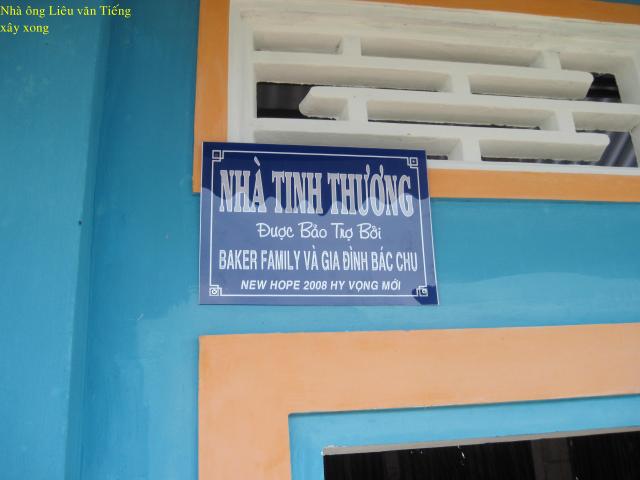 Nhà ông Liêu văn Tiếng
xây xong
NHÀ TINH THƯƠNG
Được Bảo Trợ Bởi
BAKER FAMILY VÀ GIA ĐÌNH BÁC CHU
NEW HOPE 2008 HY VỌNG MỚI